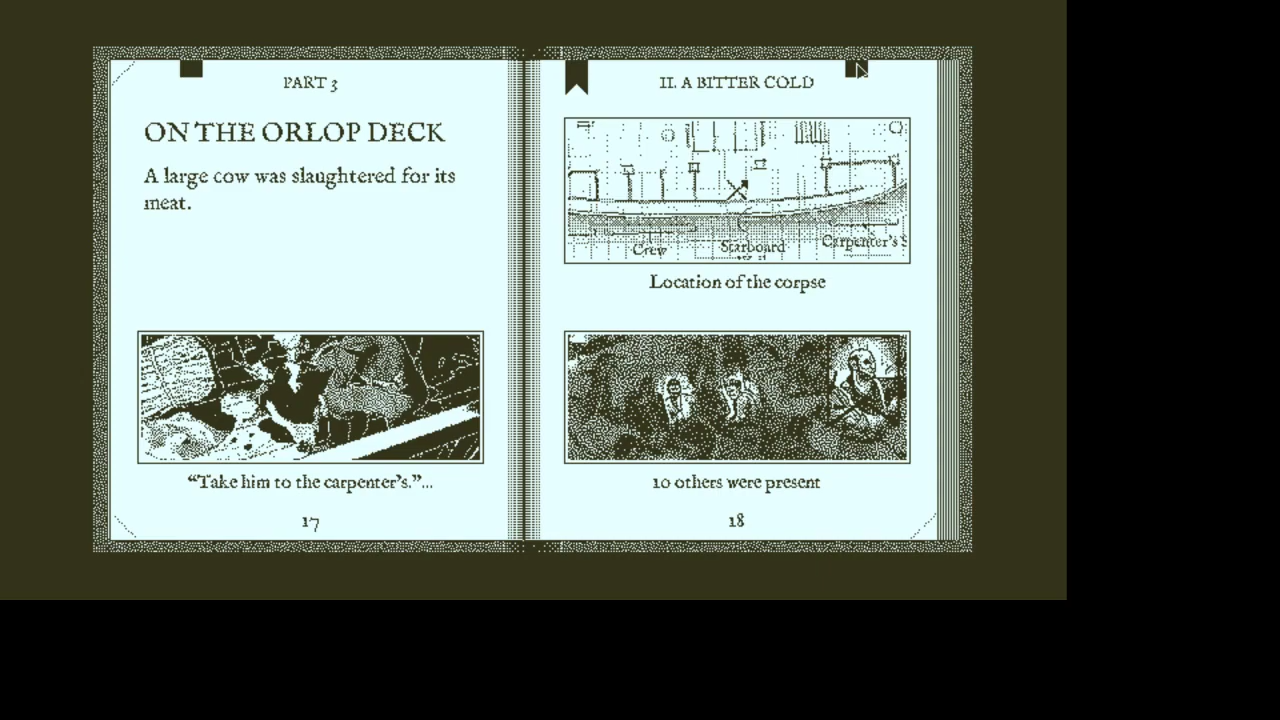 PART 3
ON THE ORLOP DECK
A large cow was slaughtered for its
meat.
“Take him to the carpenter’s.”...
17
II. A BITTER COLD
Crew
Starboard
Carpenter's S
Location of the corpse
10 others were present
18